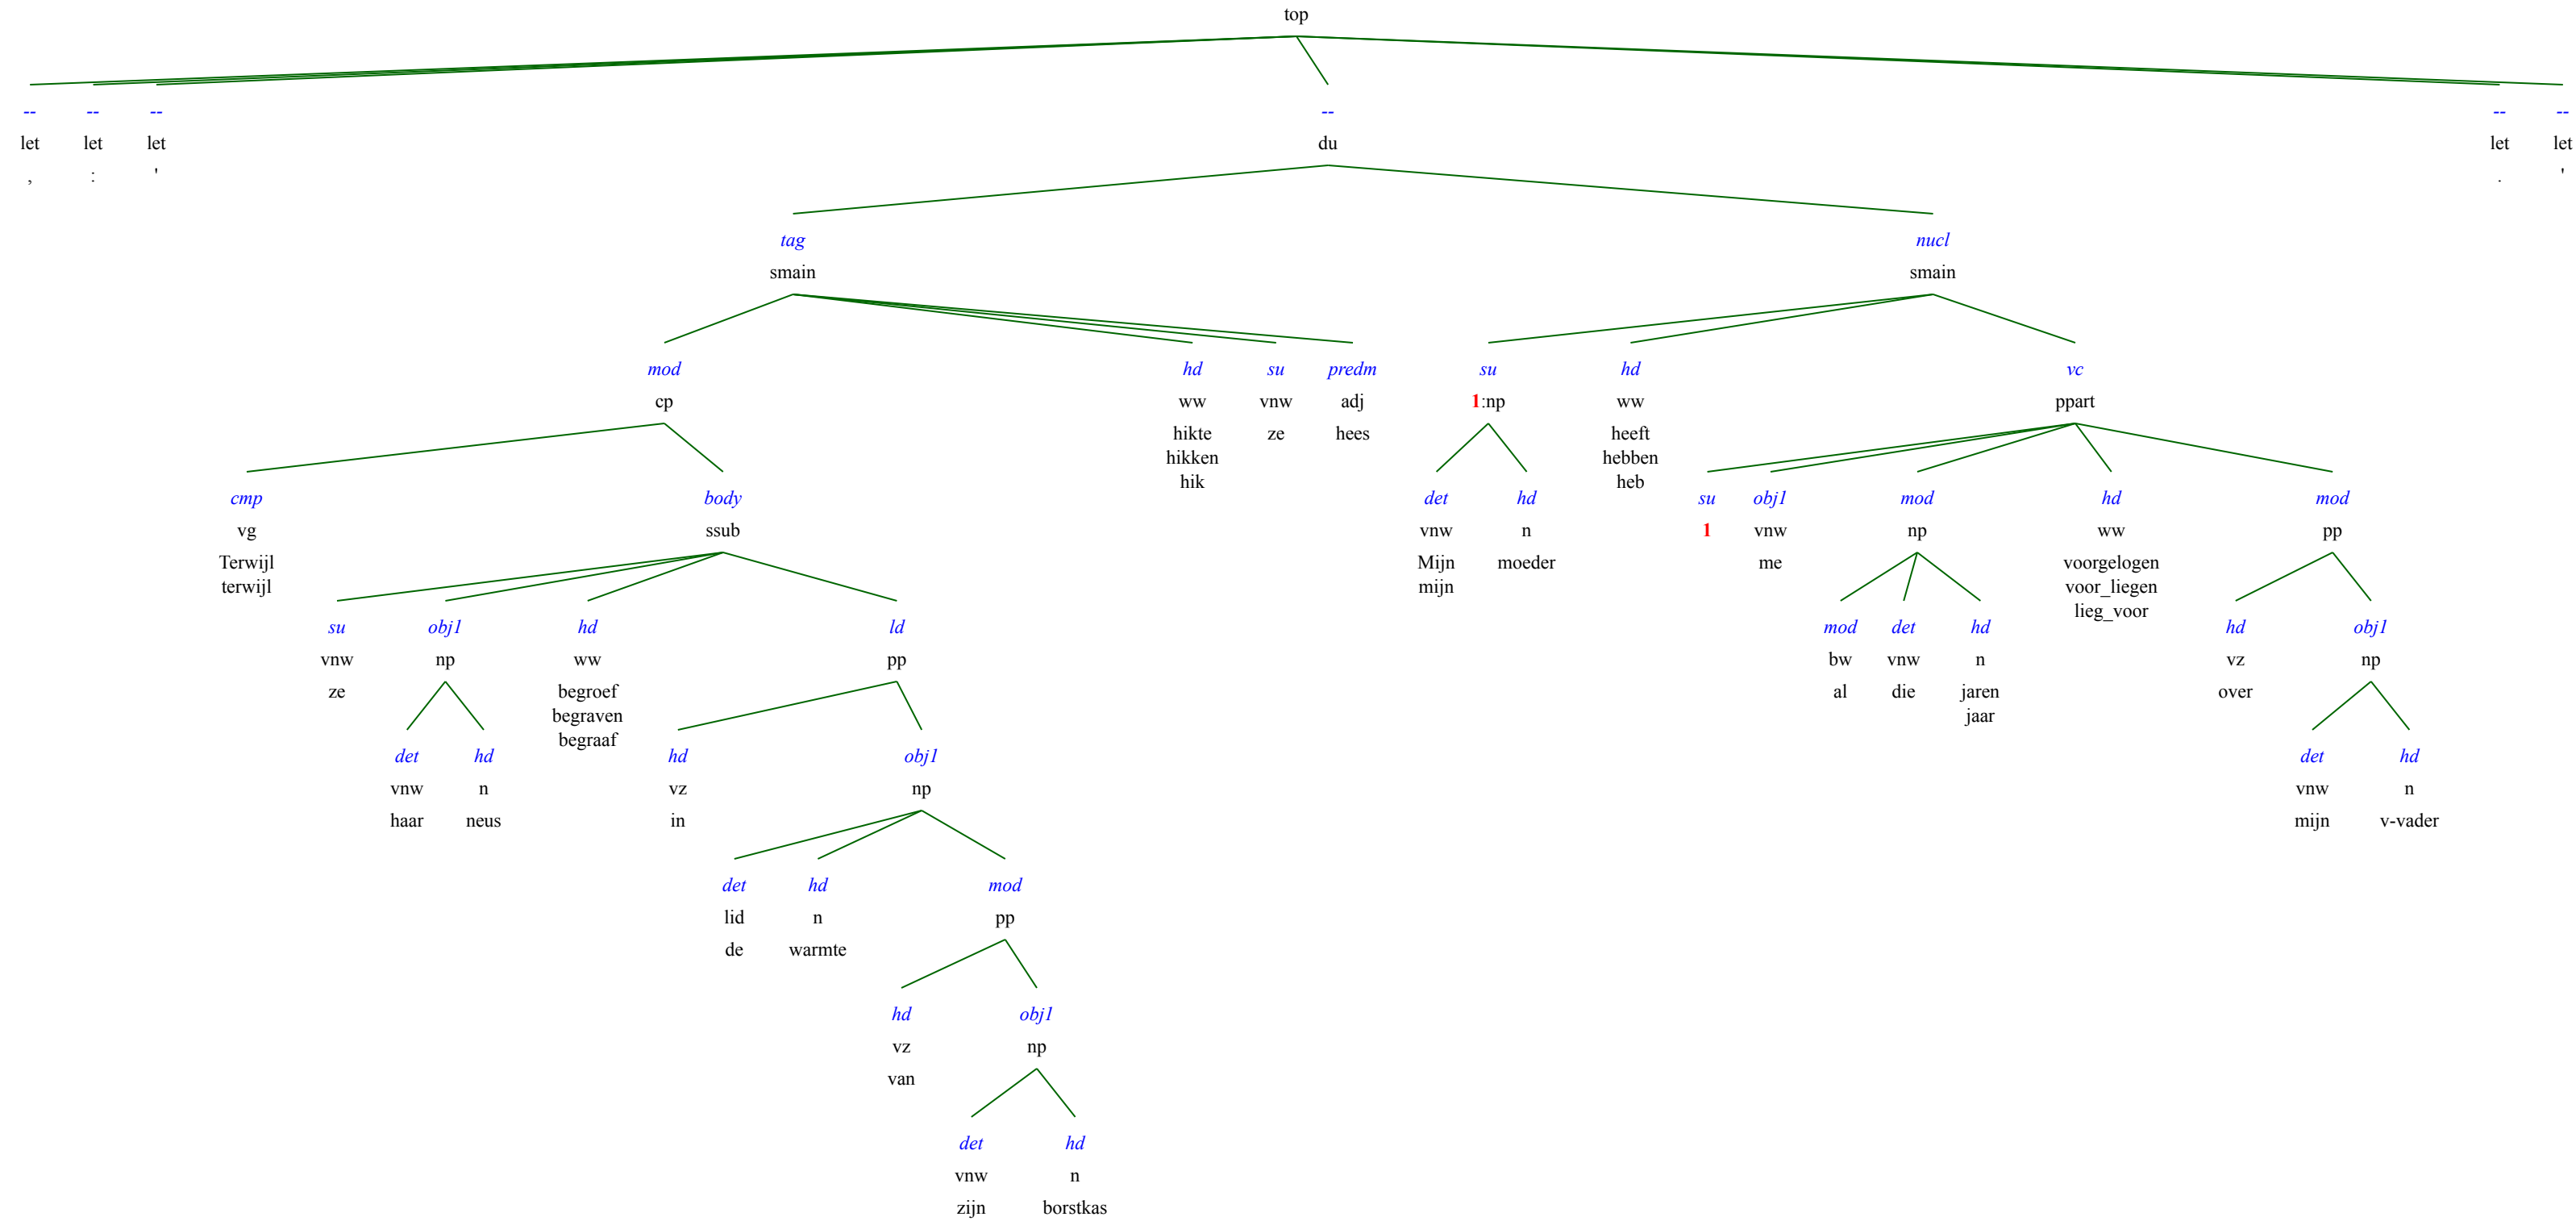 top
-- -- -- -- -- --
let let let du let let
, : ' . '
tag nucl
smain smain
mod hd su predm su hd vc
cp ww vnw adj 1:np ww ppart
hikte ze hees heeft
hikken hebben
hik heb
cmp body det hd su obj1 mod hd mod
vg ssub vnw n 1 vnw np ww pp
Terwijl Mijn moeder me voorgelogen
terwijl mijn voor_liegen
lieg_voor
su obj1 hd ld mod det hd hd obj1
vnw np ww pp bw vnw n vz np
ze begroef al die jaren over
begraven jaar
begraaf
det hd hd obj1 det hd
vnw n vz np vnw n
haar neus in mijn v-vader
det hd mod
lid n pp
de warmte
hd obj1
vz np
van
det hd
vnw n
zijn borstkas